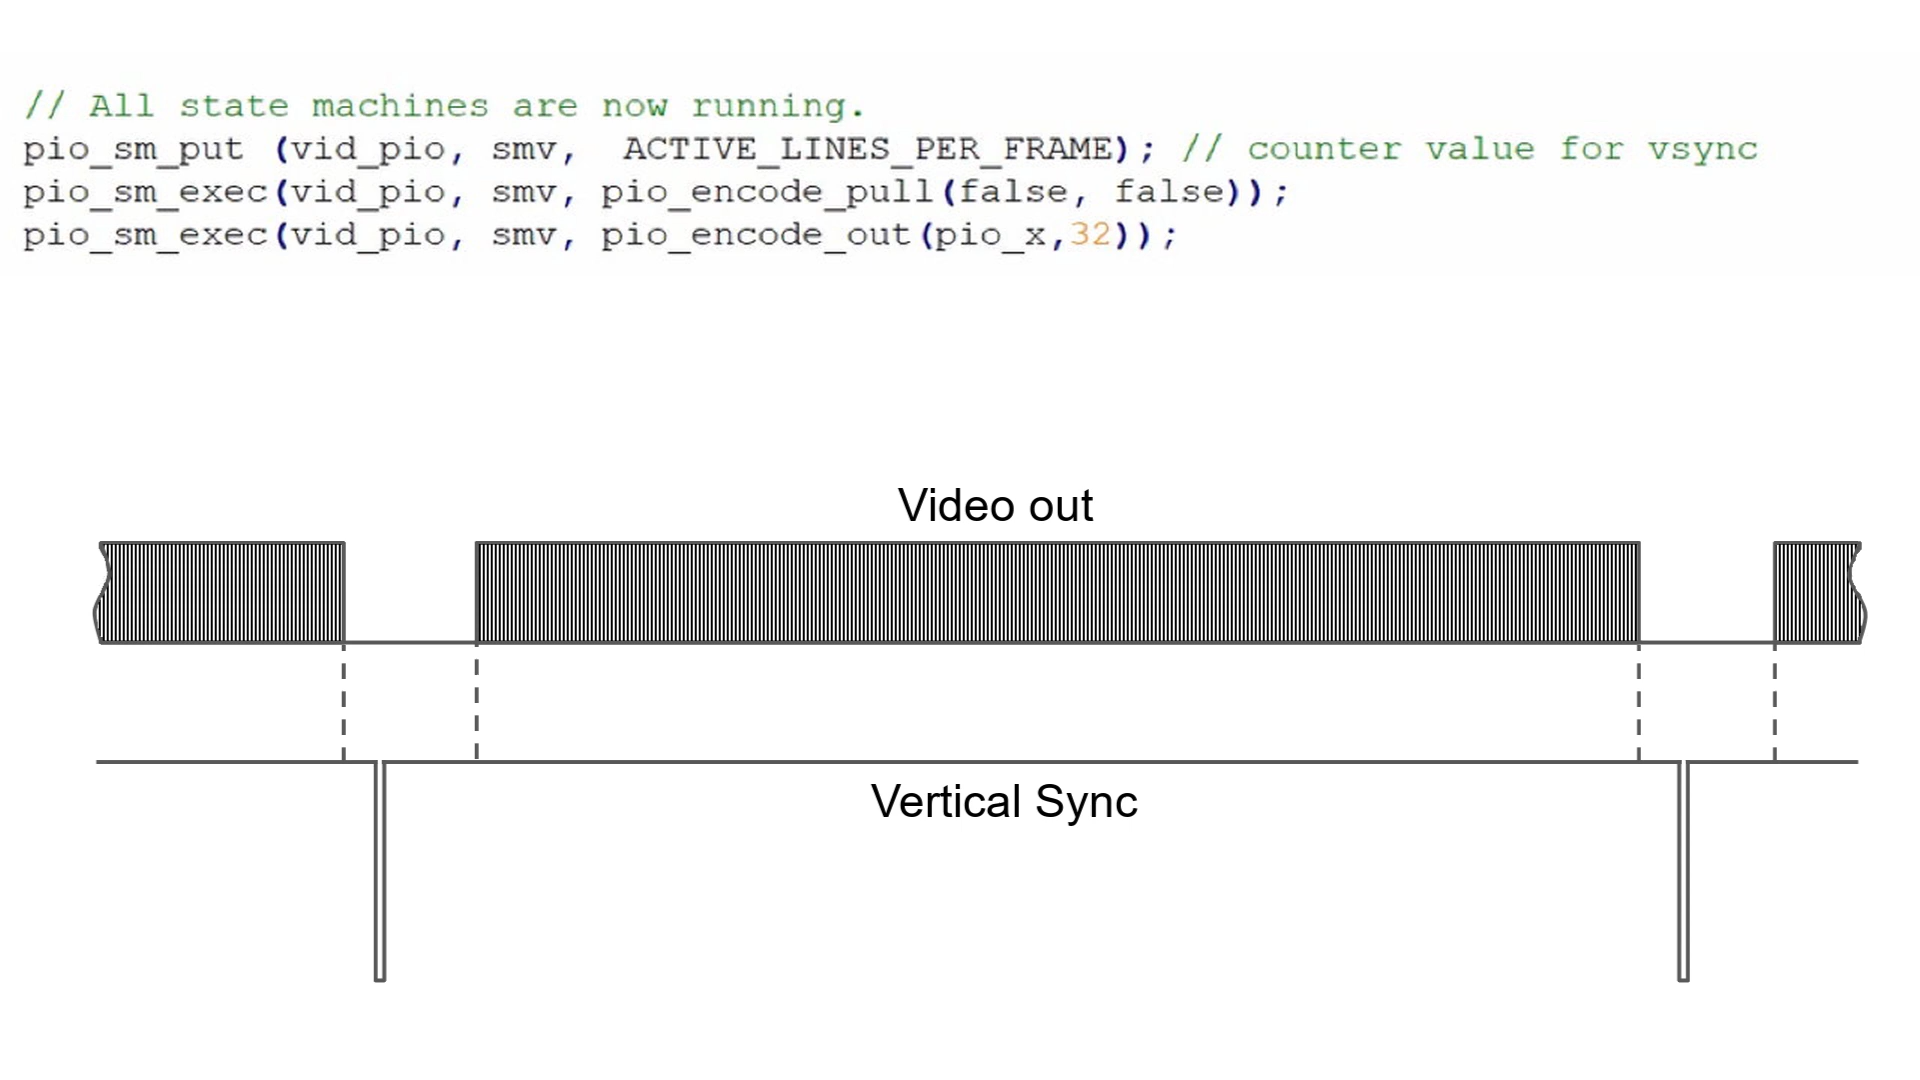 // All state machines are now running.
pio_sm_put (vid_pio, smv,  ACTIVE_LINES_PER_FRAME); // counter value for vsync
pio_sm_exec(vid_pio, smv, pio_encode_pull(false, false));
pio_sm_exec(vid_pio, smv, pio_encode_out(pio_x,32));
Video out
Vertical Sync